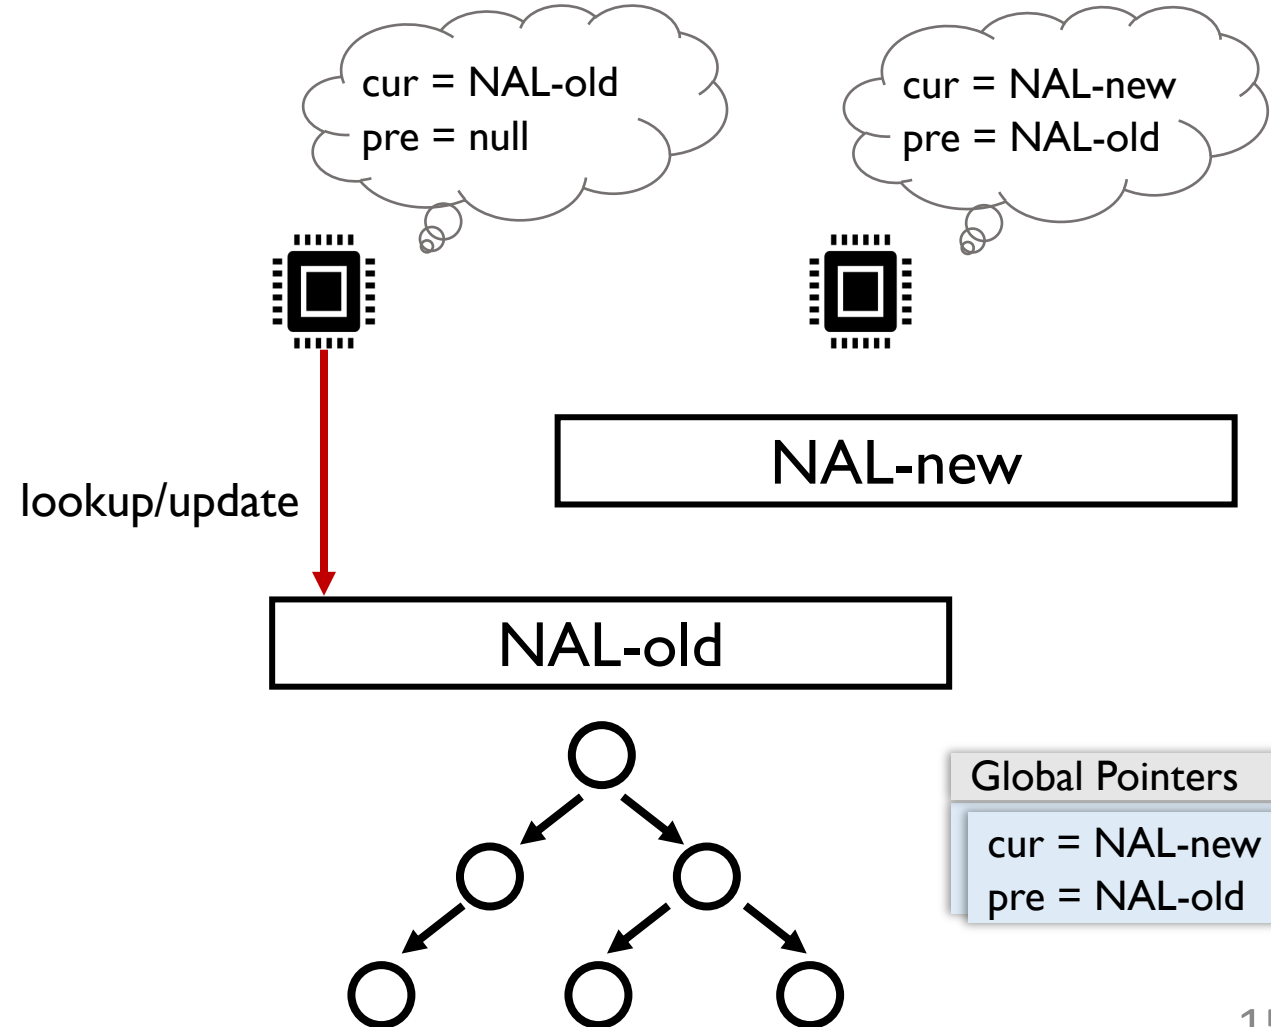 cur = NAL-old
pre = null
cur = NAL-new
pre = NAL-old
NAL-new
lookup/update
NAL-old
Global Pointers
cur = NAL-new
pre = NAL-old